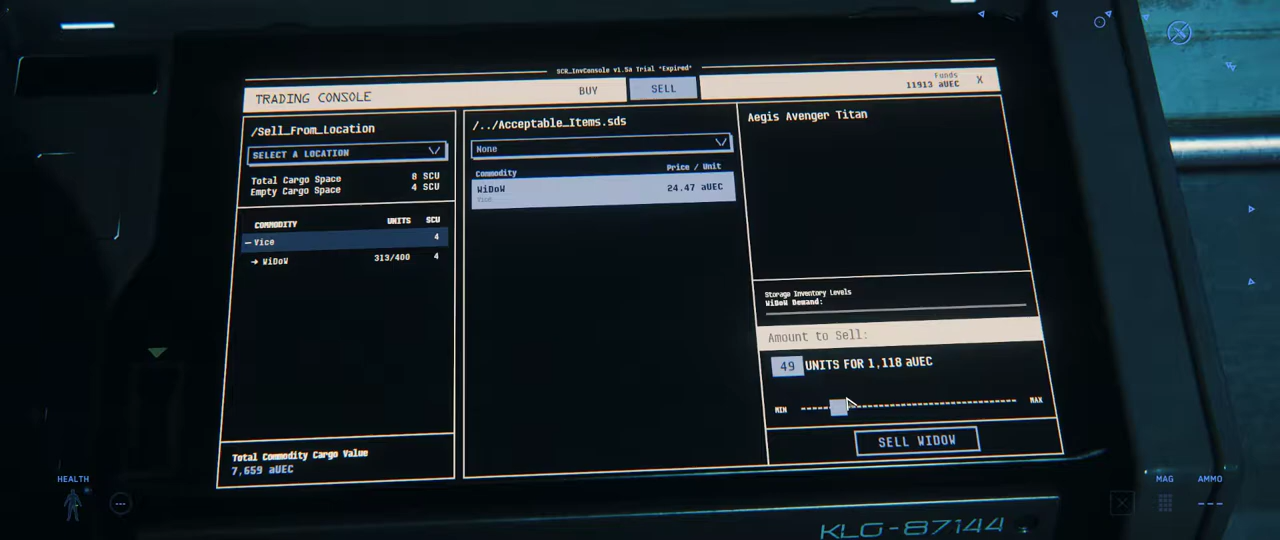 SCR_InvConsole v1.5a Trial *Expired*
TRADING CONSOLE
BUY
SELL
Funds
11913 aUEC
X
/Sell_From_Location
SELECT A LOCATION
Total Cargo Space 8 SCU
Empty Cargo Space 4 SCU
COMMODITY UNITS SCU
— Vice 4
→ WiDoW 313/400 4
Total Commodity Cargo Value
7,659 aUEC
/../Acceptable_Items.sds
None
Commodity Price / Unit
WiDoW 24.47 aUEC
Vice
Aegis Avenger Titan
Storage Inventory Levels
WiDoW Demand:
Amount to Sell:
49 UNITS FOR 1,118 aUEC
MIN MAX
SELL WIDOW
HEALTH
MAG AMMO
KLG-87144